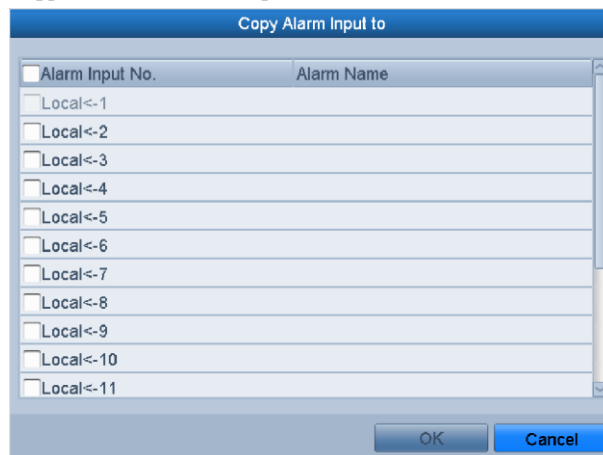 Copy Alarm Input to
Alarm Input No. Alarm Name
Local<-1
Local<-2
Local<-3
Local<-4
Local<-5
Local<-6
Local<-7
Local<-8
Local<-9
Local<-10
Local<-11
OK Cancel